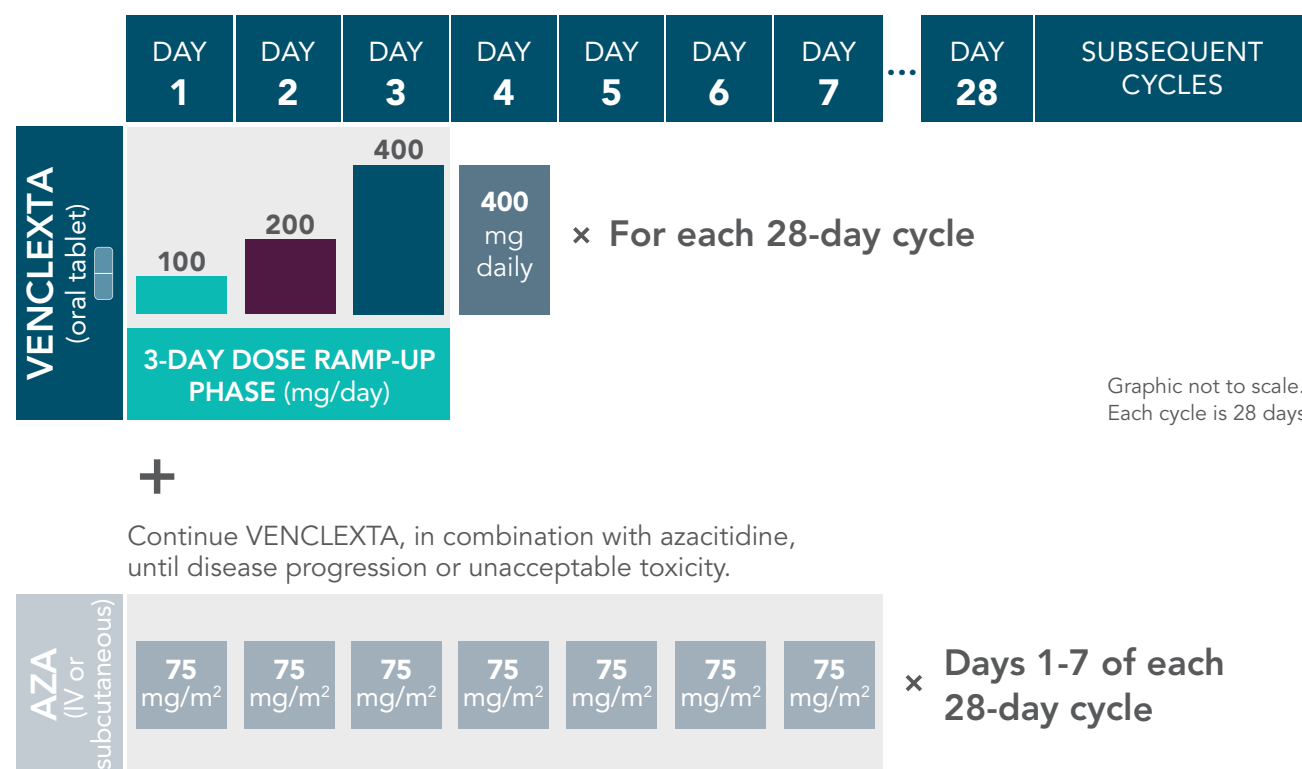 DAY
1
DAY
2
DAY
3
DAY
4
DAY
5
DAY
6
DAY
7
...
DAY
28
SUBSEQUENT
CYCLES
VENCLEXTA
(oral tablet)
100
200
400
3-DAY DOSE RAMP-UP
PHASE (mg/day)
400
mg
daily
× For each 28-day cycle
Graphic not to scale.
Each cycle is 28 days
+
Continue VENCLEXTA, in combination with azacitidine,
until disease progression or unacceptable toxicity.
AZA
(IV or
subcutaneous)
75
mg/m²
75
mg/m²
75
mg/m²
75
mg/m²
75
mg/m²
75
mg/m²
75
mg/m²
× Days 1-7 of each
28-day cycle